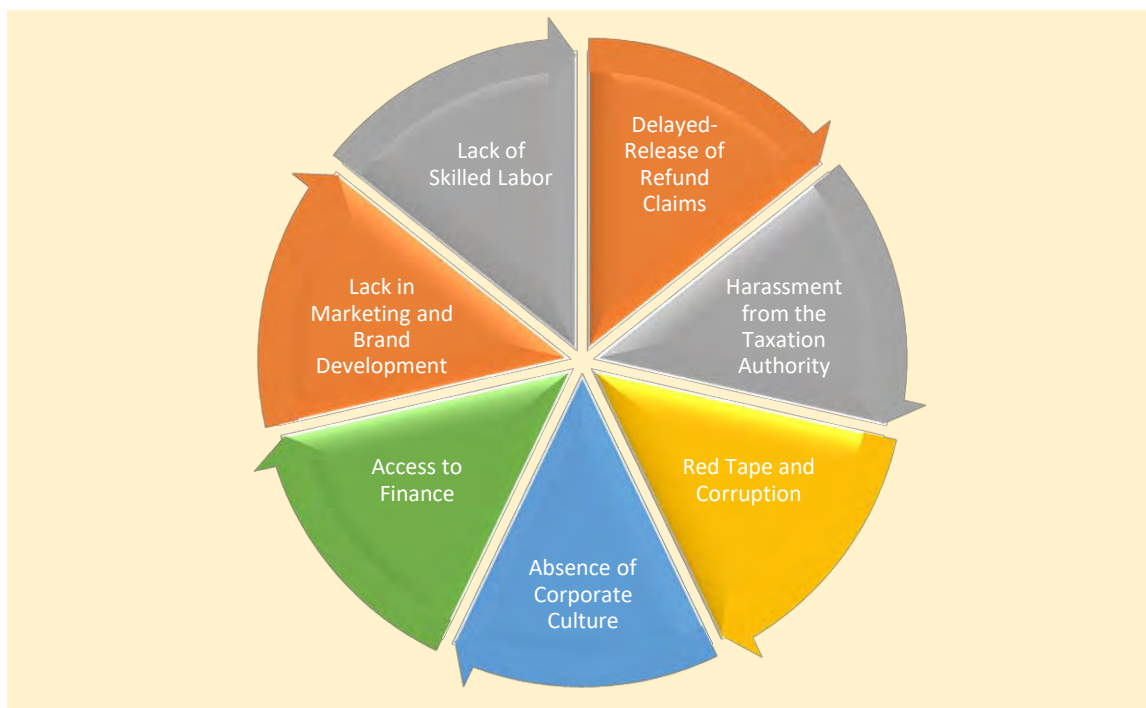 Delayed-
Release of
Refund
Claims
Harassment
from the
Taxation
Authority
Red Tape and
Corruption
Absence of
Corporate
Culture
Access to
Finance
Lack in
Marketing and
Brand
Development
Lack of
Skilled Labor